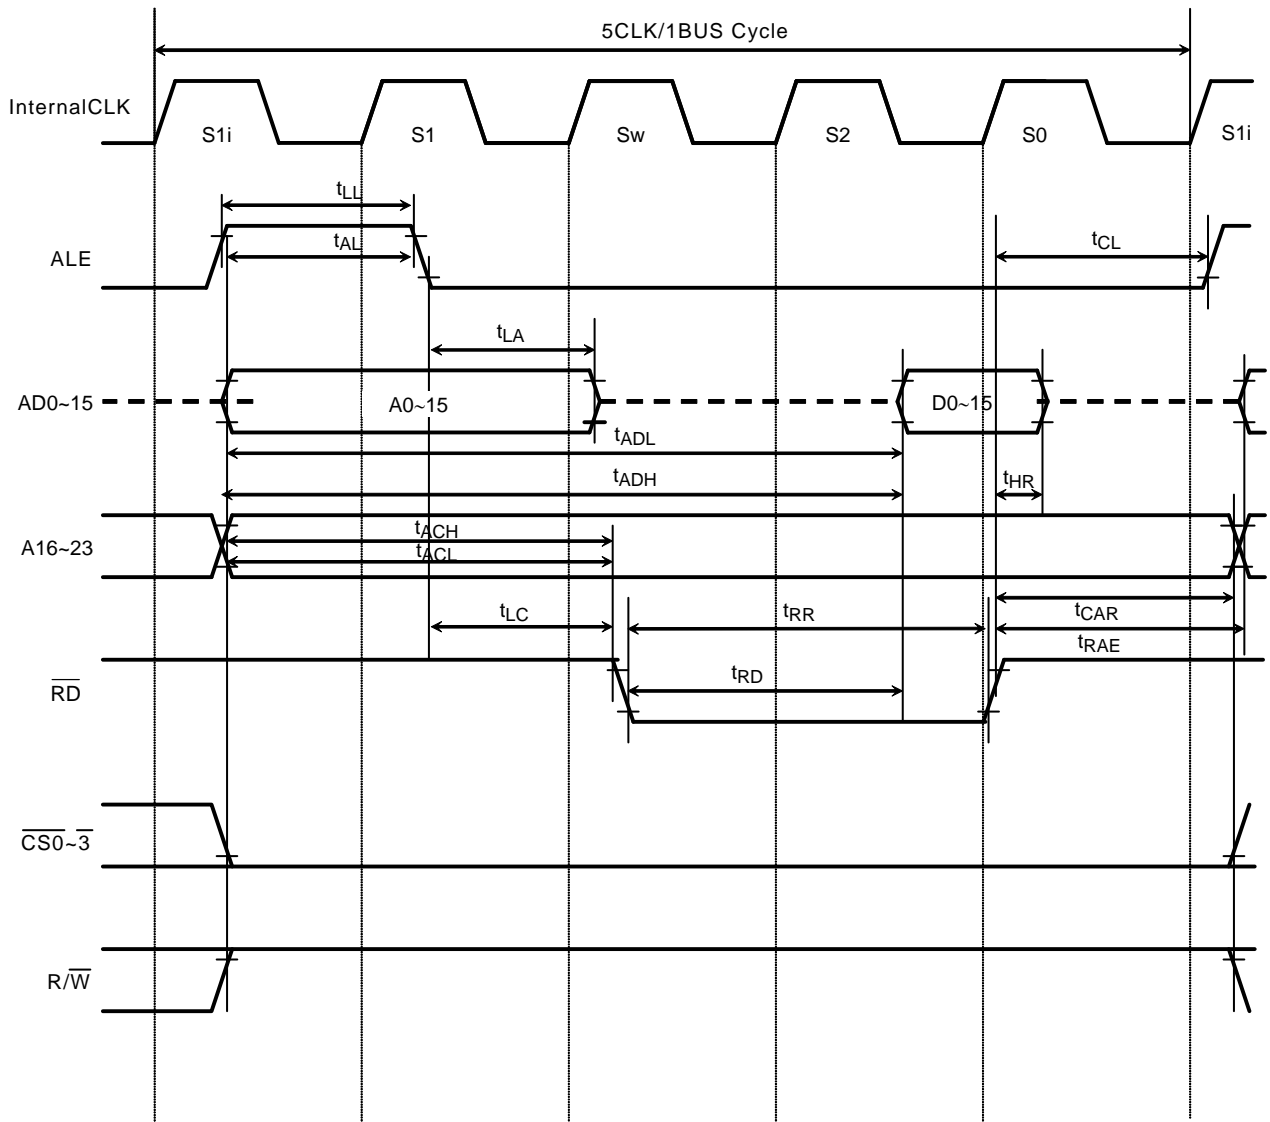 5CLK/1BUS Cycle
InternalCLK
S1i S1 Sw S2 S0 S1i
tLL
ALE
tAL
tCL
tLA
AD0~15
A0~15
D0~15
tADL
tADH
tHR
A16~23
tACH
tACL
tLC
tRR
tCAR
tRAE
RD
tRD
CS0~3
R/W